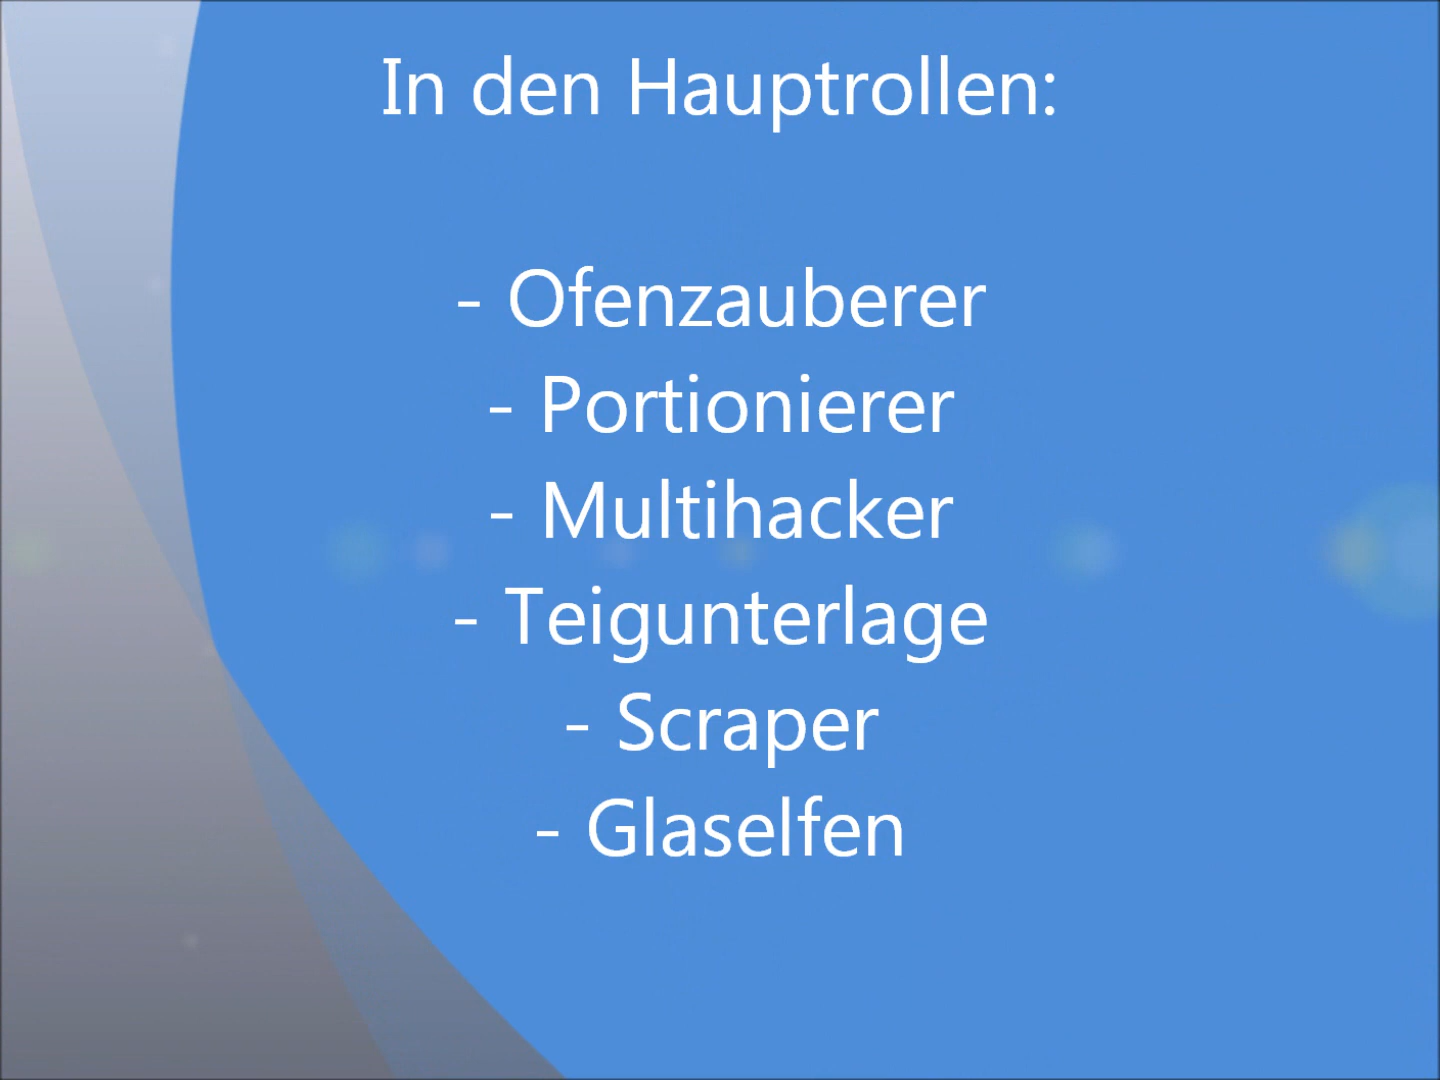 In den Hauptrollen:
- Ofenzauberer
- Portionierer
- Multihacker
- Teigunterlage
- Scraper
- Glaselfen